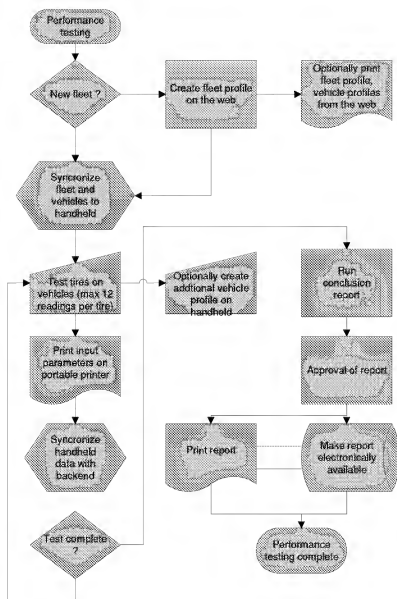 Performance
testing
New fleet ?
Create fleet profile
on the web
Optionally print
fleet profile,
vehicle profiles
from the web
Syncronize
fleet and
vehicles to
handheld
Test tires on
vehicles (max 12
readings per tire)
Optionally create
addtional vehicle
profile on
handheld
Run
conclusion
report
Print input
parameters on
portable printer
Approval of report
Syncronize
handheld
data with
backend
Print report
Make report
electronically
available
Test complete
?
Performance
testing complete